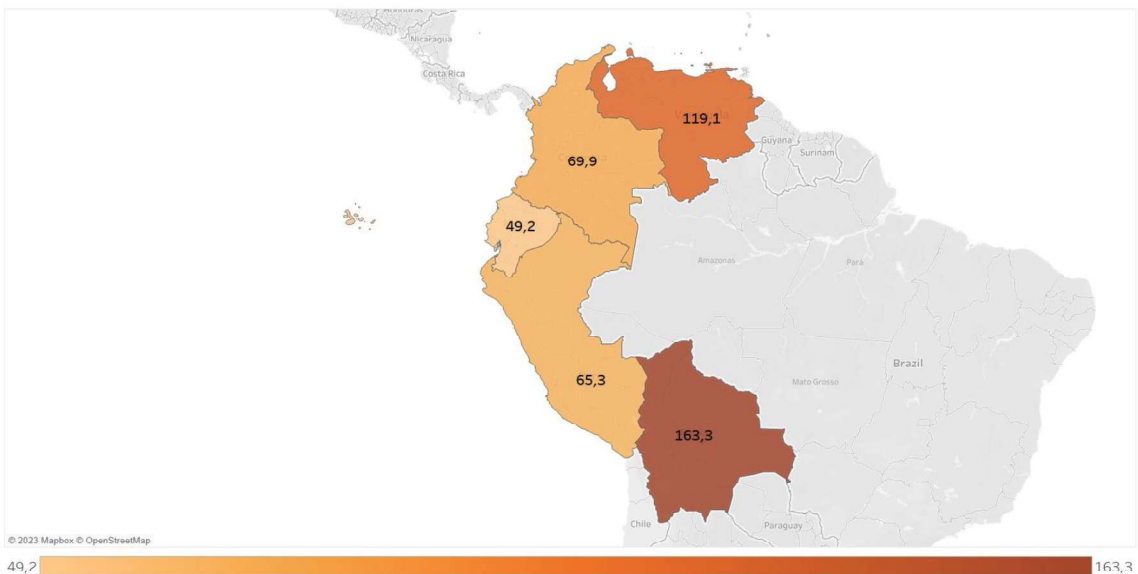 Nicaragua
Costa Rica
119,1
Guyana
Surinam
69,9
49,2
Amazonas
Pará
Brazil
65,3
Mato Grosso
163,3
Chile
Paraguay
© 2023 Mapbox © OpenStreetMap
49,2
163,3